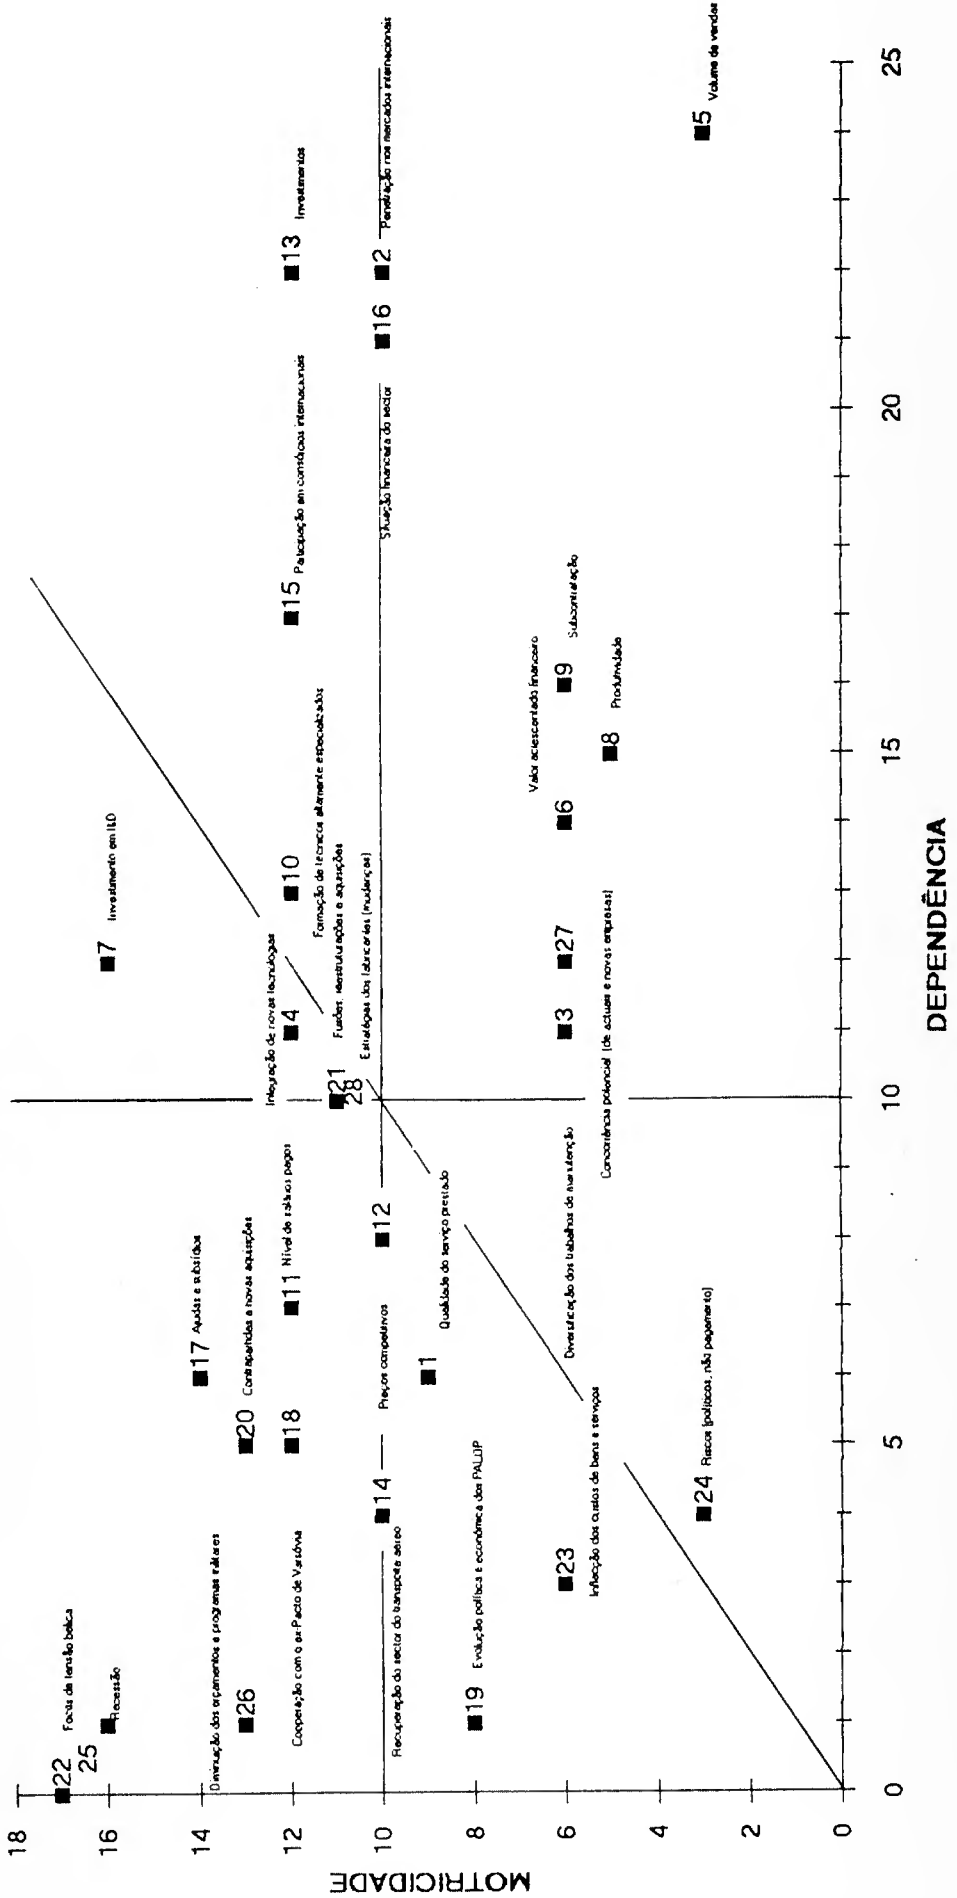 MOTRICIDADE
18
16
14
12
10
8
6
4
2
0
22 Focos de tensão bélica
25 Recessão
7 Investimento em I&D
17 Ajudas e subsídios
Diminuição dos orçamentos e programas militares
26
20 Contrapartidas e novas aquisições
Integração de novas tecnologias
Cooperação com o ex-Pacto de Varsóvia
18
11 Nível de salários pagos
4
10
15 Participação em consórcios internacionais
13 Investimentos
Formação de técnicos altamente especializados
21
28
Fusões, reestruturações e aquisições
Estratégias dos fabricantes (mudanças)
14
Preços competitivos
12
Situação financeira do sector
16
2 Penetração nos mercados internacionais
Recuperação do sector do transporte aéreo
1
Qualidade do serviço prestado
19 Evolução política e económica dos PALOP
Valor acrescentado financeiro
23
Diversificação dos trabalhos de manutenção
3
27
6
9 Subcontratação
Inflacção dos custos de bens e serviços
Concorrência potencial (de actuais e novas empresas)
8 Produtividade
24 Riscos (políticos, não pagamento)
5 Volume de vendas
0
5
10
15
20
25
DEPENDÊNCIA